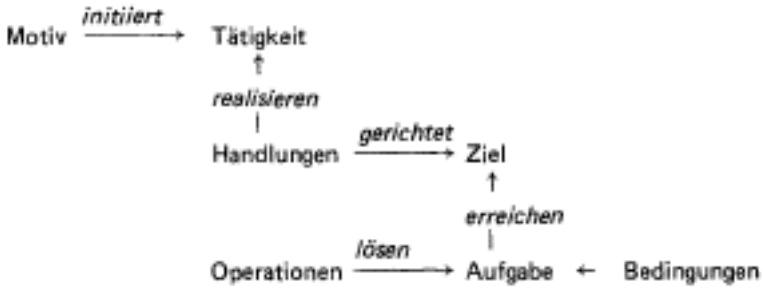 initiiert
Motiv Tätigkeit
realisieren
gerichtet
Handlungen Ziel
erreichen
lösen
Operationen Aufgabe Bedingungen